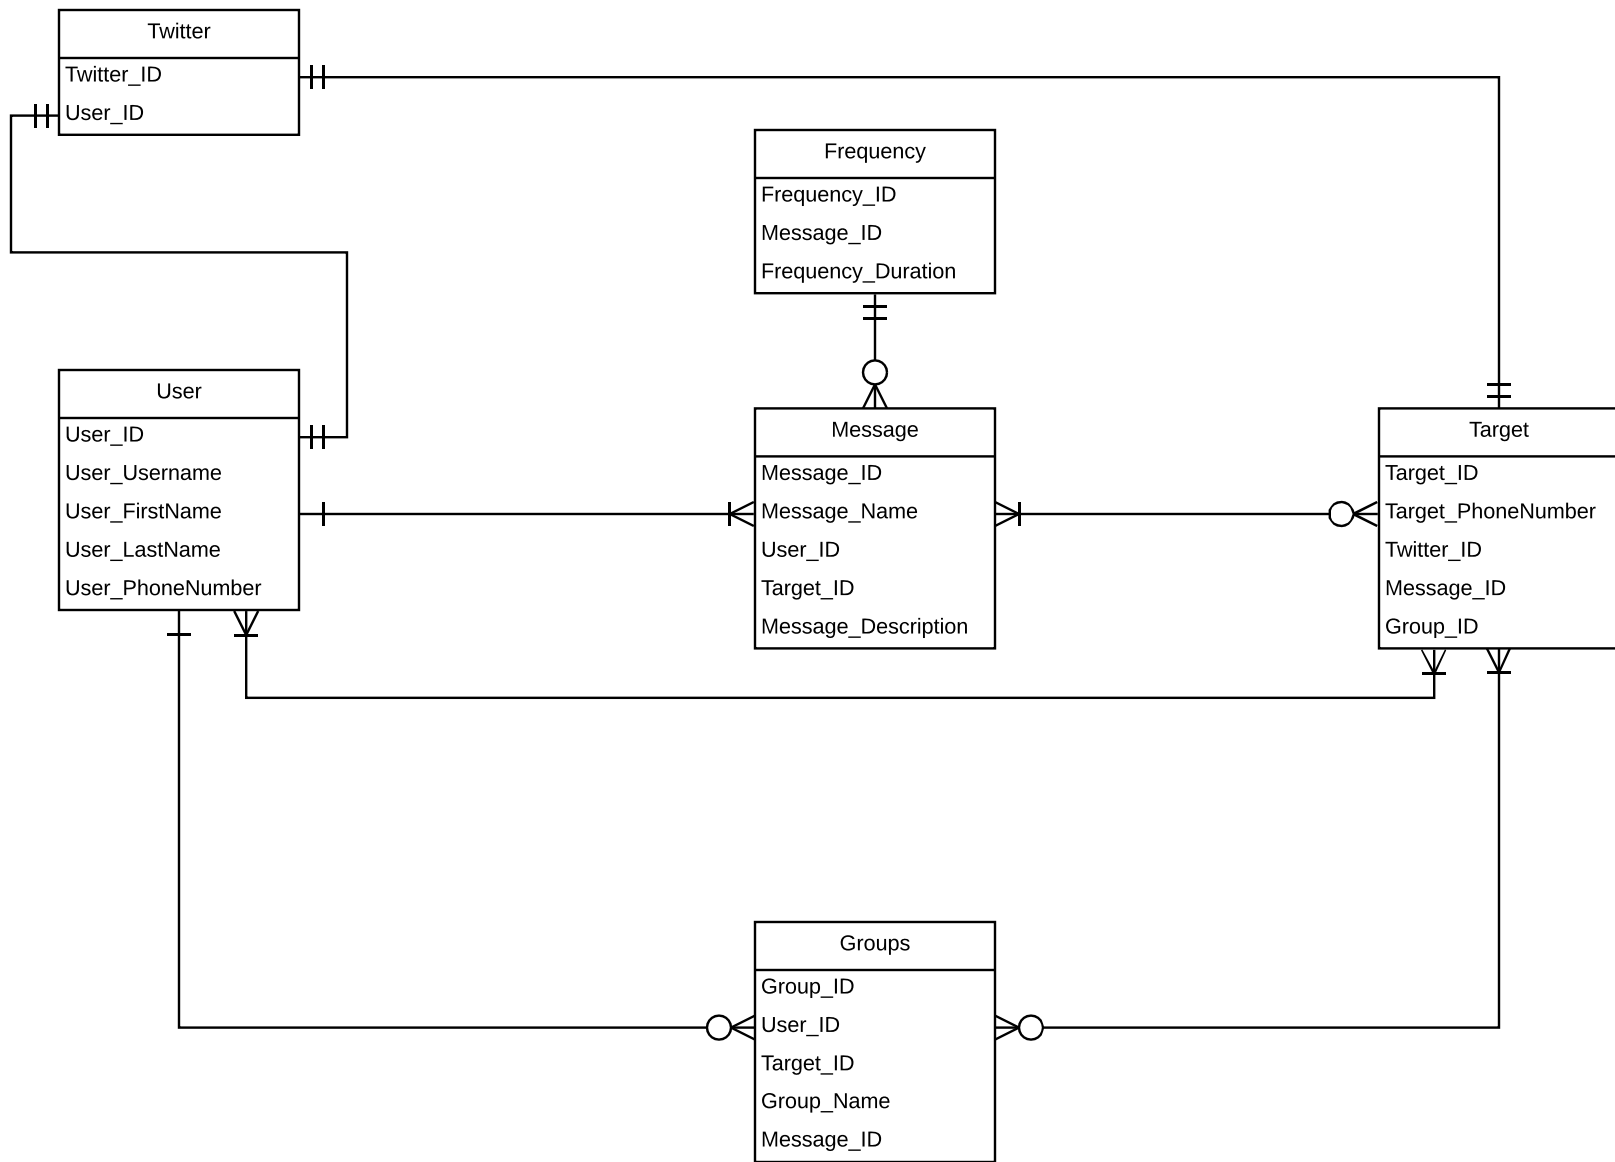 Twitter
Twitter_ID
User_ID
Frequency
Frequency_ID
Message_ID
Frequency_Duration
User
User_ID
User_Username
User_FirstName
User_LastName
User_PhoneNumber
Message
Message_ID
Message_Name
User_ID
Target_ID
Message_Description
Target
Target_ID
Target_PhoneNumber
Twitter_ID
Message_ID
Group_ID
Groups
Group_ID
User_ID
Target_ID
Group_Name
Message_ID